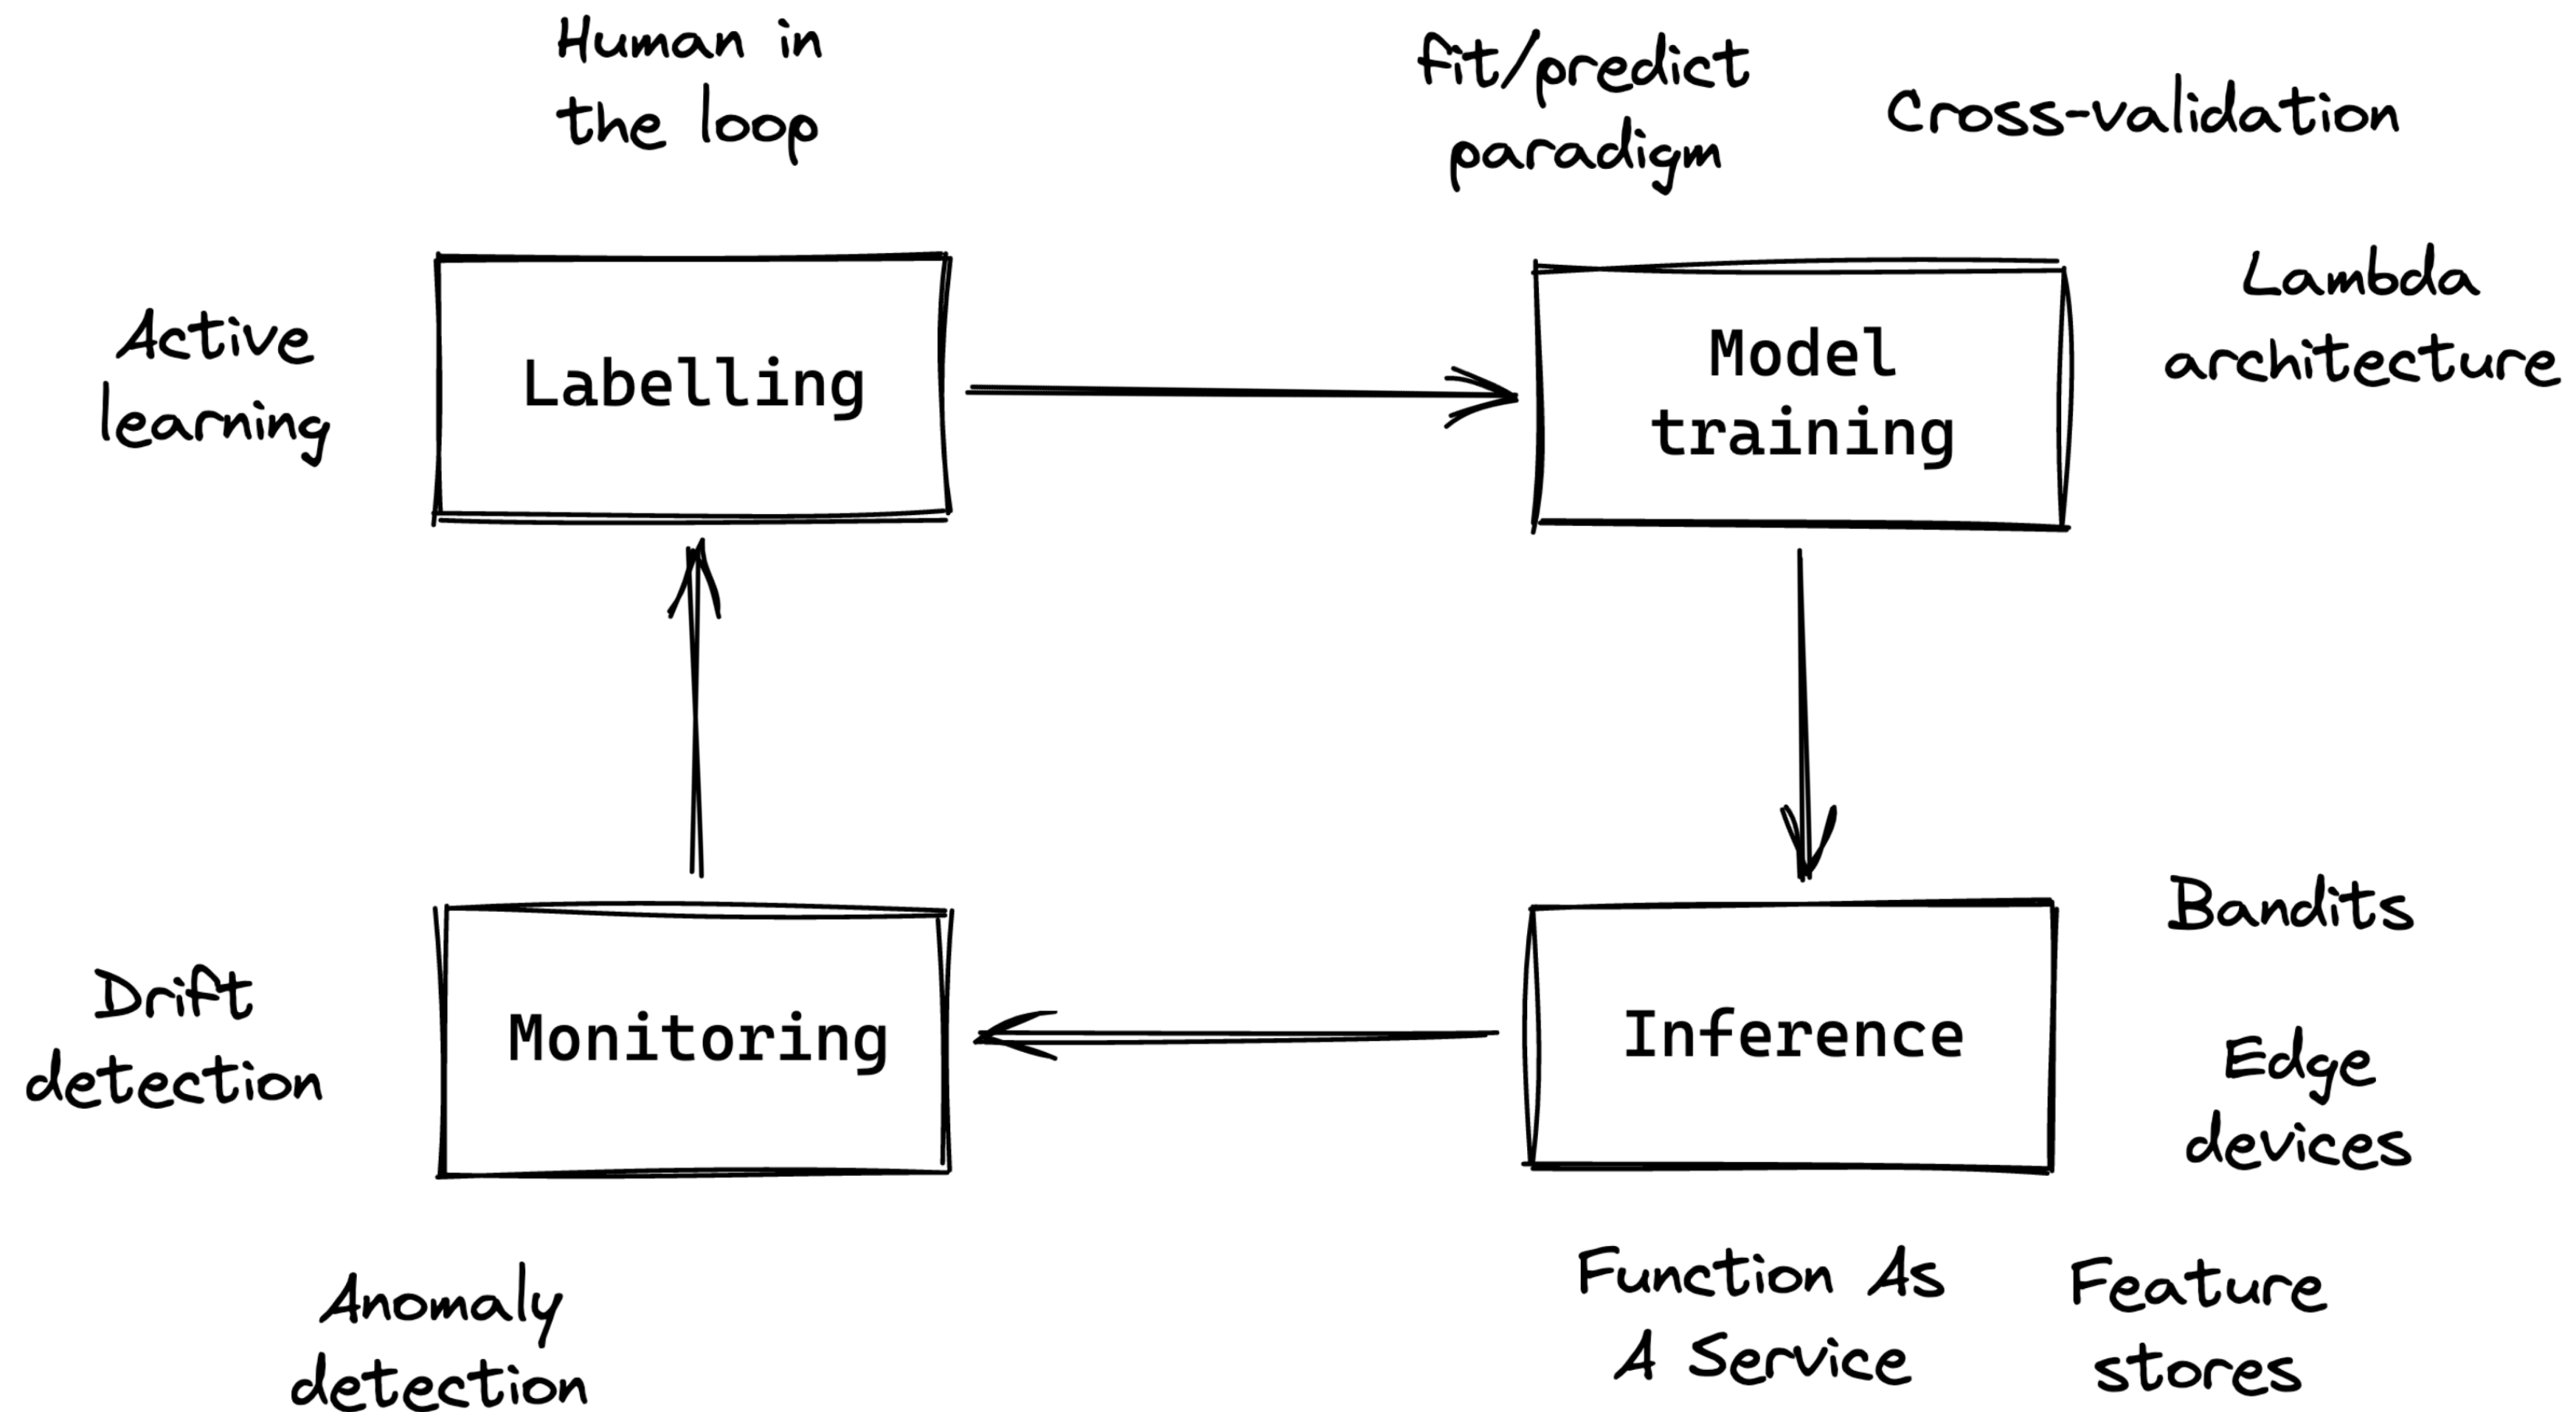 Human in
the loop
fit/predict
paradigm
Cross-validation
Active
learning
Labelling
Model
training
Lambda
architecture
Drift
detection
Monitoring
Inference
Bandits
Edge
devices
Anomaly
detection
Function As
A Service
Feature
stores